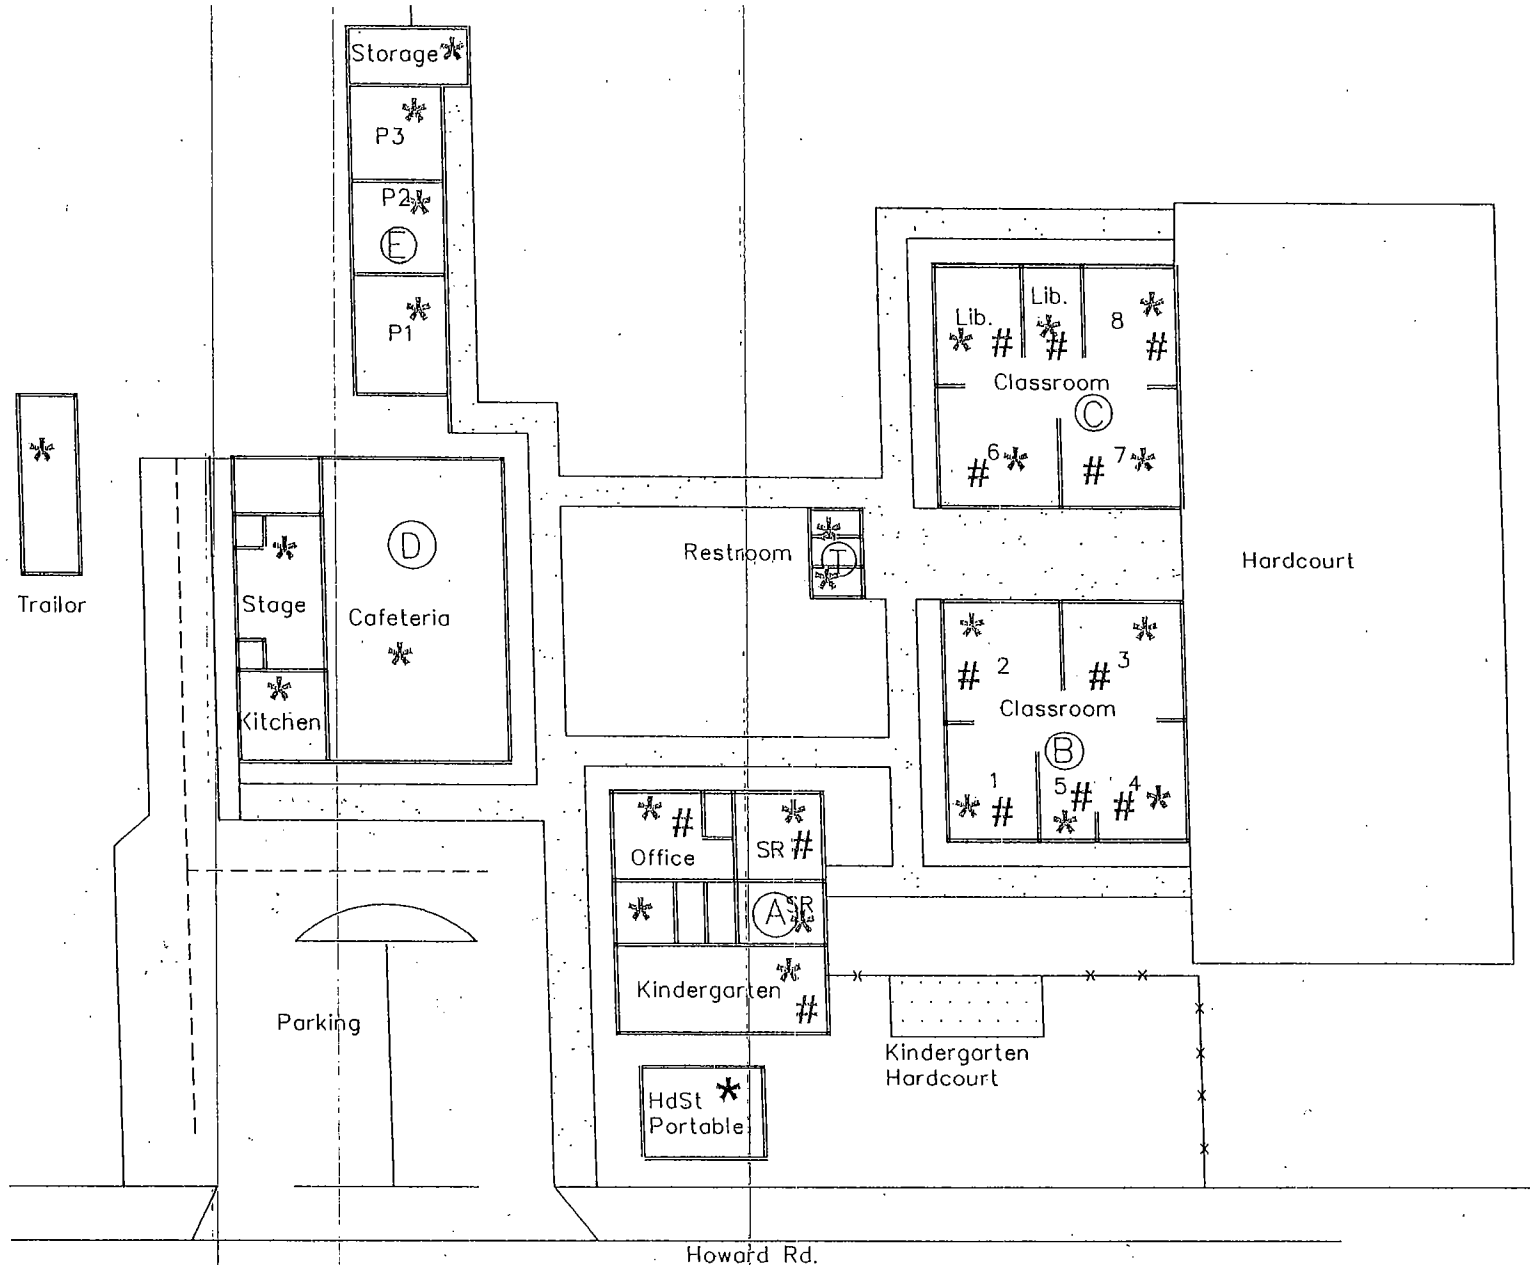 Storage *
*
P3
P2 *
E
*
P1
Lib. *
Lib. * #
* # 8 #
Classroom
C
*
# 6 * # 7 *
D
*
Restroom * T *
Hardcourt
Trailor
Stage
Cafeteria
*
* *
# 2 # 3
*
Kitchen
Classroom
B
1 5 # 4
* # * # *
* # * #
Office SR
* A SR *
Kindergarten * #
Parking
Kindergarten
Hardcourt
HdSt *
Portable
Howard Rd.